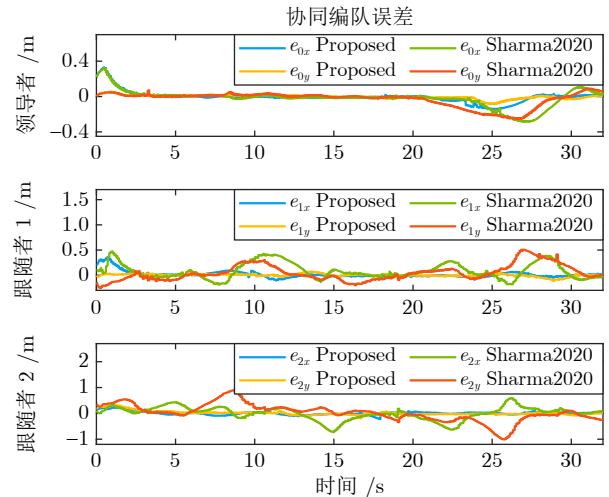 协同编队误差
领导者 /m
0.4
0
−0.4
e0x Proposed
e0x Sharma2020
e0y Proposed
e0y Sharma2020
0 5 10 15 20 25 30
跟随者 1 /m
1.5
1.0
0.5
0
e1x Proposed
e1x Sharma2020
e1y Proposed
e1y Sharma2020
0 5 10 15 20 25 30
跟随者 2 /m
2
1
0
−1
e2x Proposed
e2x Sharma2020
e2y Proposed
e2y Sharma2020
0 5 10 15 20 25 30
时间 /s